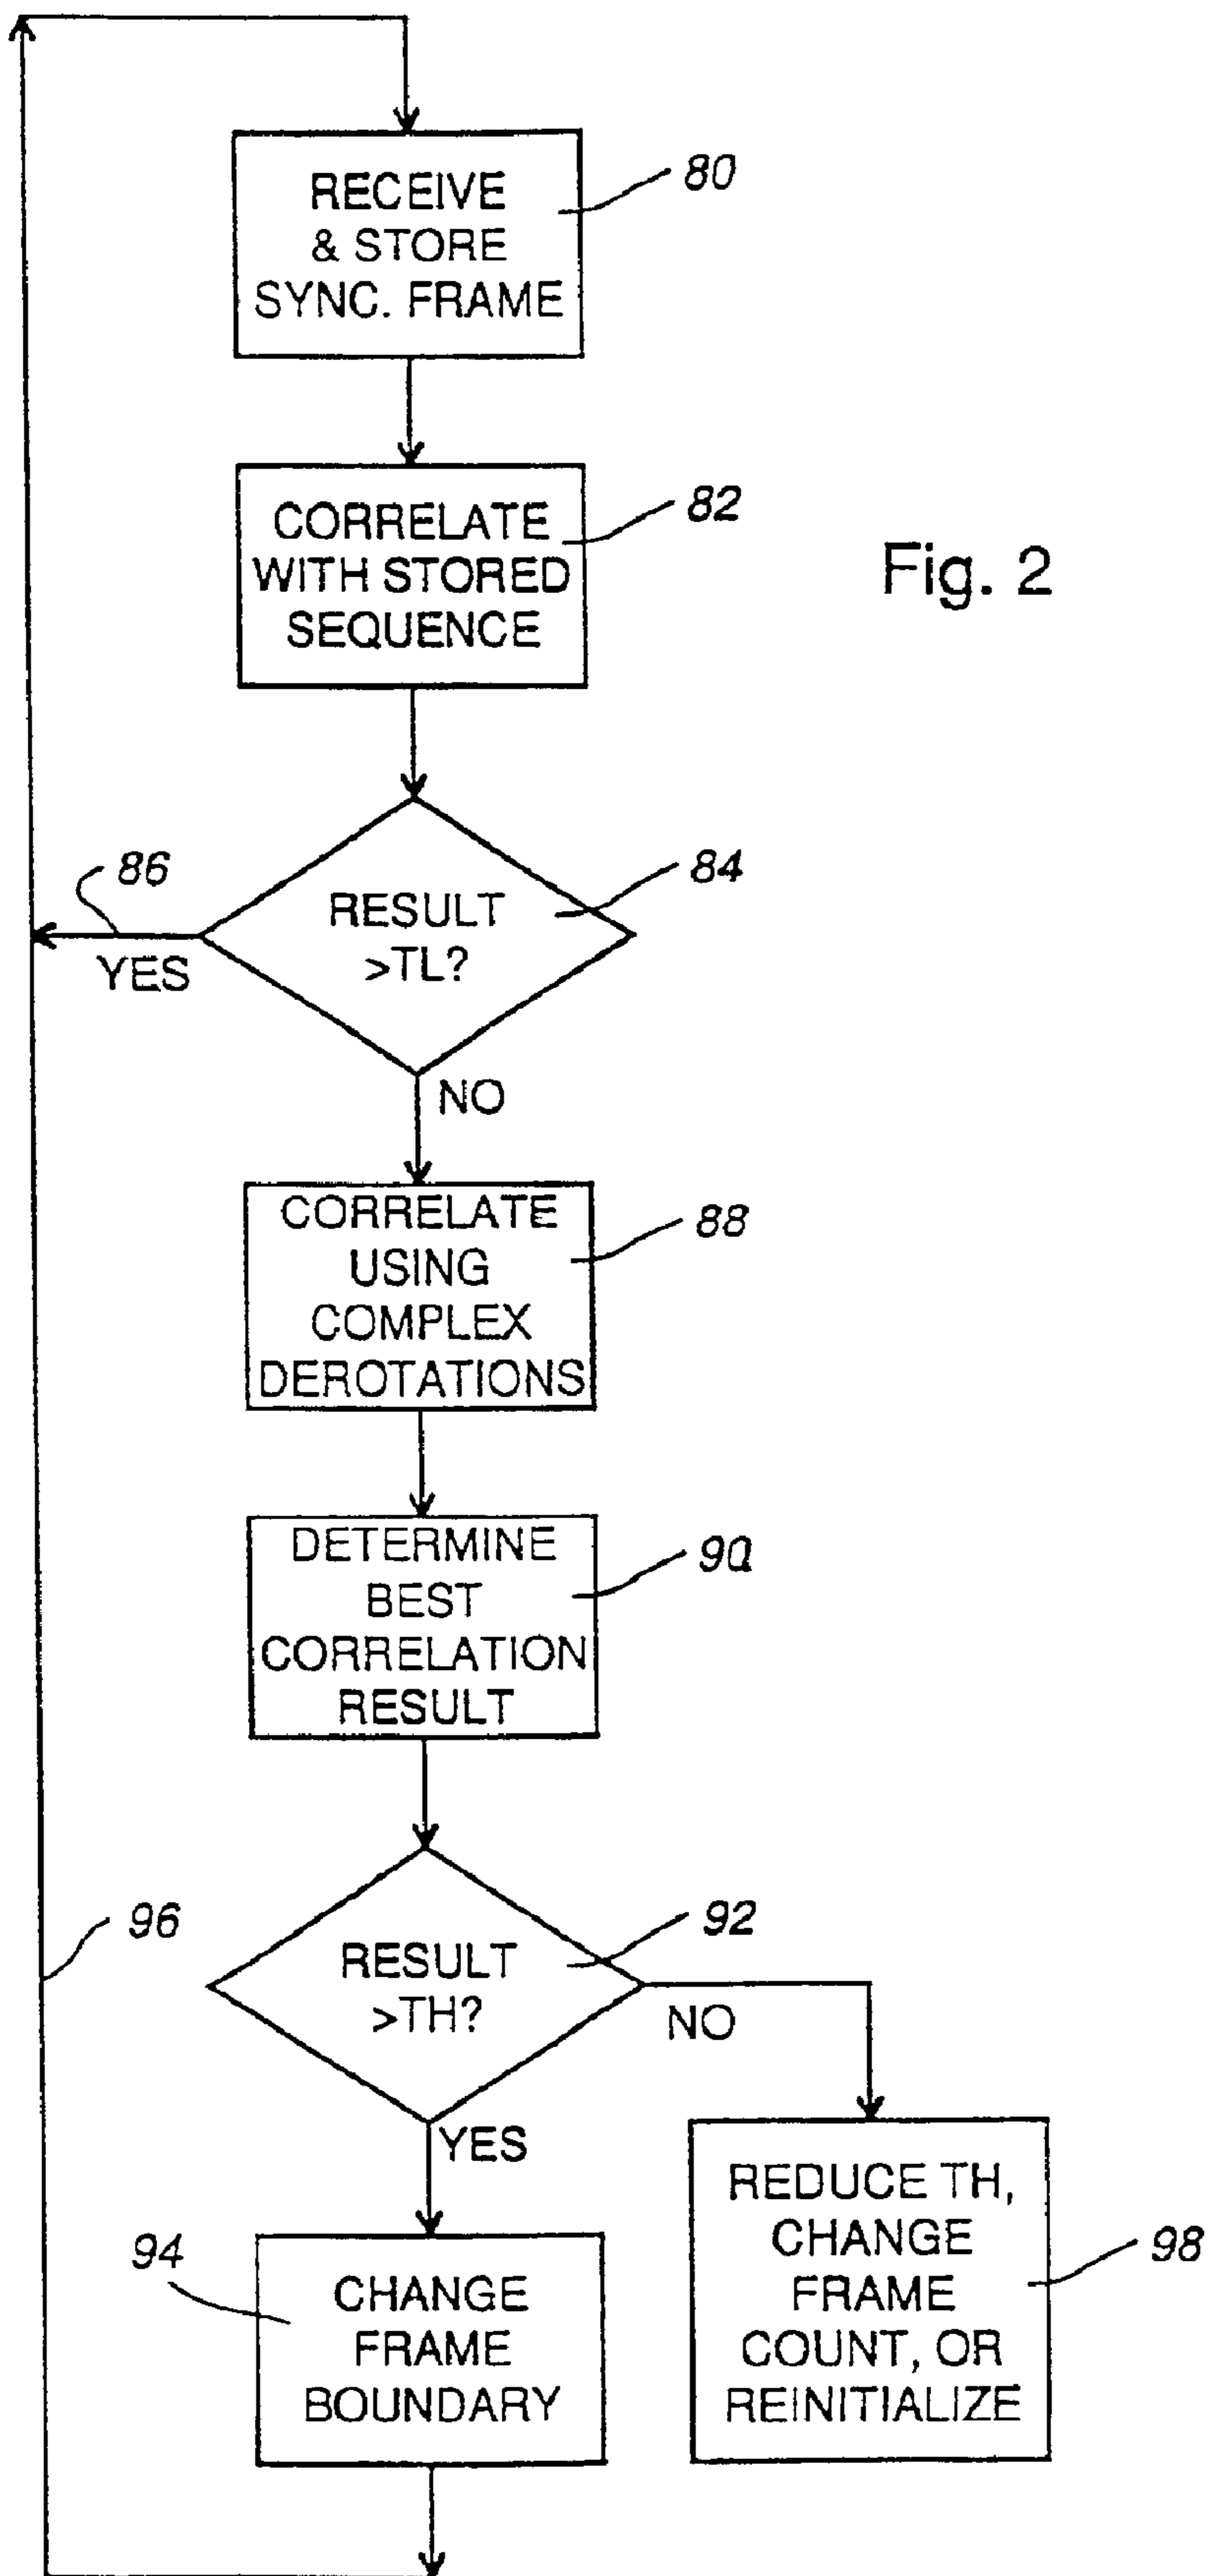 RECEIVE
& STORE
SYNC. FRAME
80
CORRELATE
WITH STORED
SEQUENCE
82
Fig. 2
RESULT
>TL?
84
86
YES
NO
CORRELATE
USING
COMPLEX
DEROTATIONS
88
DETERMINE
BEST
CORRELATION
RESULT
90
RESULT
>TH?
92
96
NO
YES
CHANGE
FRAME
BOUNDARY
94
REDUCE TH,
CHANGE
FRAME
COUNT, OR
REINITIALIZE
98